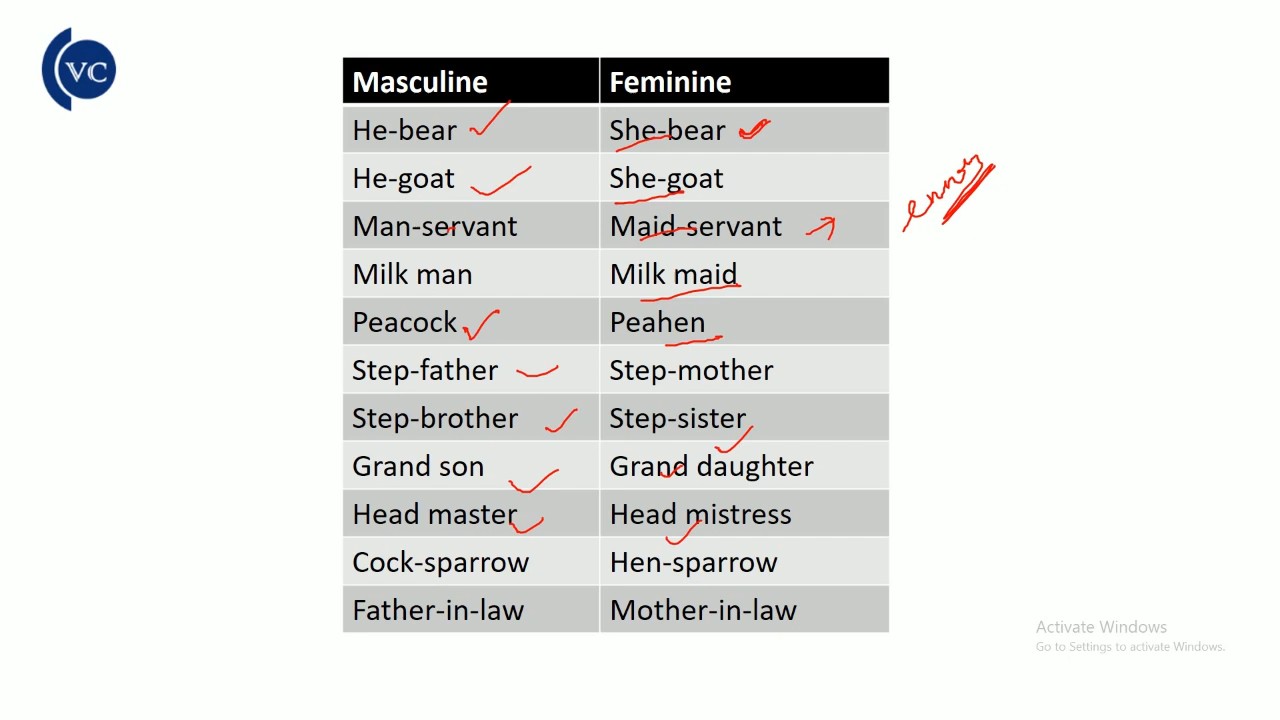 VC
Masculine Feminine
He-bear She-bear
He-goat She-goat
Man-servant Maid-servant
Milk man Milk maid
Peacock Peahen
Step-father Step-mother
Step-brother Step-sister
Grand son Grand daughter
Head master Head mistress
Cock-sparrow Hen-sparrow
Father-in-law Mother-in-law
Activate Windows
Go to Settings to activate Windows.